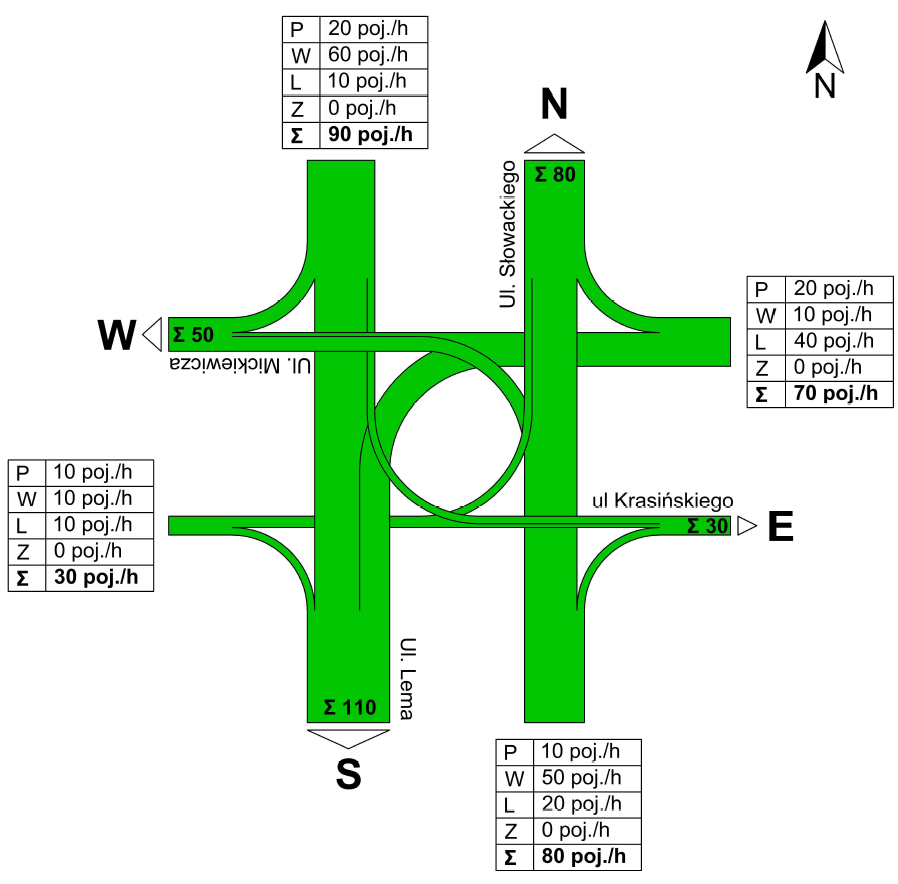 P 20 poj./h
W 60 poj./h
L 10 poj./h
Z 0 poj./h
Σ 90 poj./h
N
N
Ul. Słowackiego
Σ 80
P 20 poj./h
W 10 poj./h
L 40 poj./h
Z 0 poj./h
Σ 70 poj./h
W
Σ 50
Ul. Mickiewicza
P 10 poj./h
W 10 poj./h
L 10 poj./h
Z 0 poj./h
Σ 30 poj./h
ul Krasińskiego
Σ 30
E
Ul. Lema
Σ 110
S
P 10 poj./h
W 50 poj./h
L 20 poj./h
Z 0 poj./h
Σ 80 poj./h